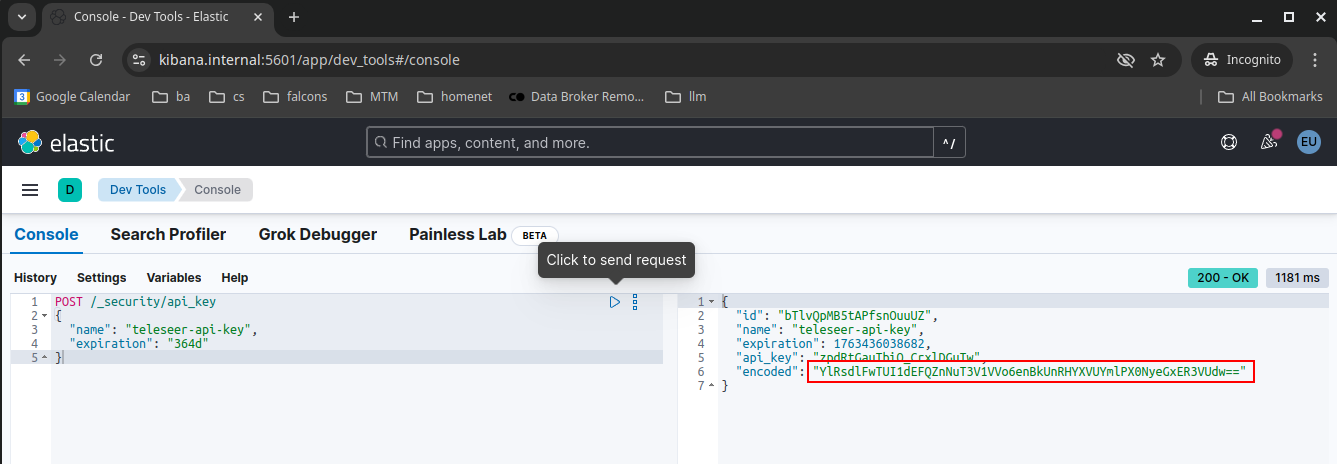 Console - Dev Tools - Elastic
kibana.internal:5601/app/dev_tools#/console
Incognito
Google Calendar ba cs falcons MTM homenet Data Broker Remo... llm All Bookmarks
elastic
Find apps, content, and more. ^/
EU
D Dev Tools Console
Console Search Profiler Grok Debugger Painless Lab BETA
Click to send request
History Settings Variables Help
200 - OK 1181 ms
1 POST /_security/api_key
2 {
3 "name": "teleseer-api-key",
4 "expiration": "364d"
5 }
1 {
2 "id": "bTlvQpMB5tAPfsnOuuUZ",
3 "name": "teleseer-api-key",
4 "expiration": 1763436038682,
5 "api_key": "zpdRtGauTbiO_CrxlDGuTw",
6 "encoded": "YlRsdlFwTUI1dEFQZnNuT3V1VVo6enBkUnRHYXVUYmlPX0NyeGxER3VUdw=="
7 }